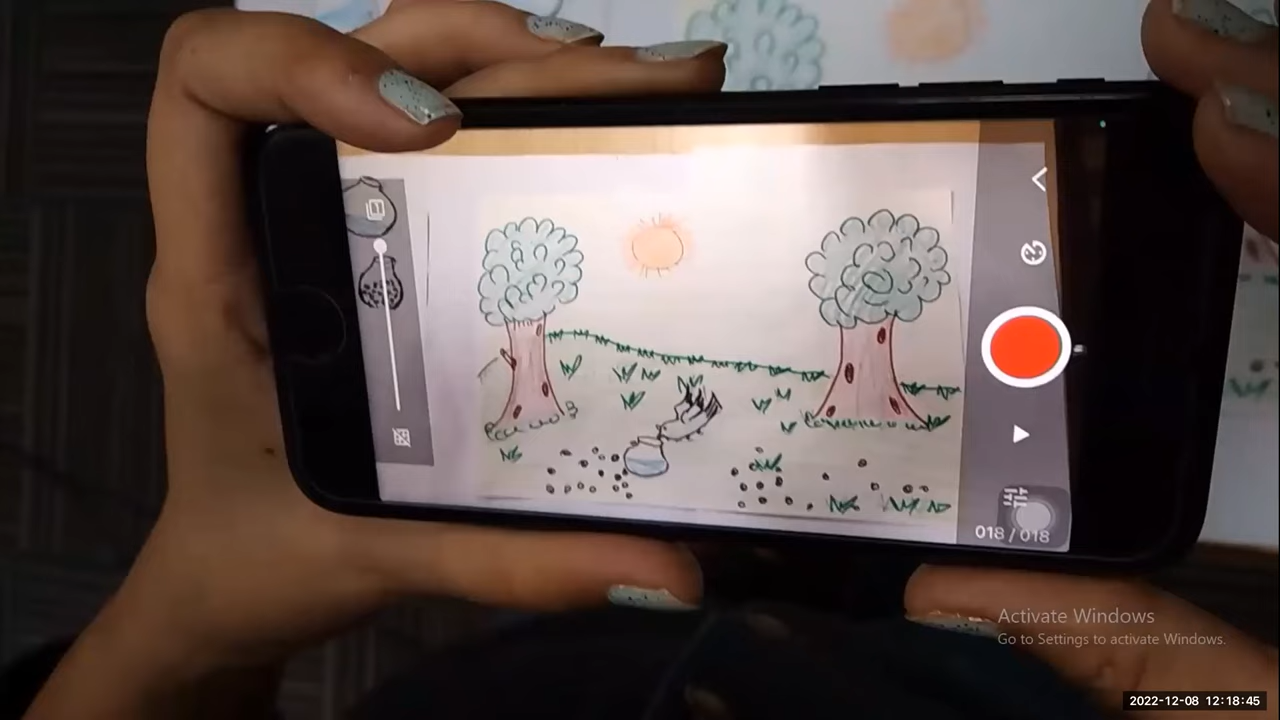 018 / 018
Activate Windows
Go to Settings to activate Windows.
2022-12-08 12:18:45